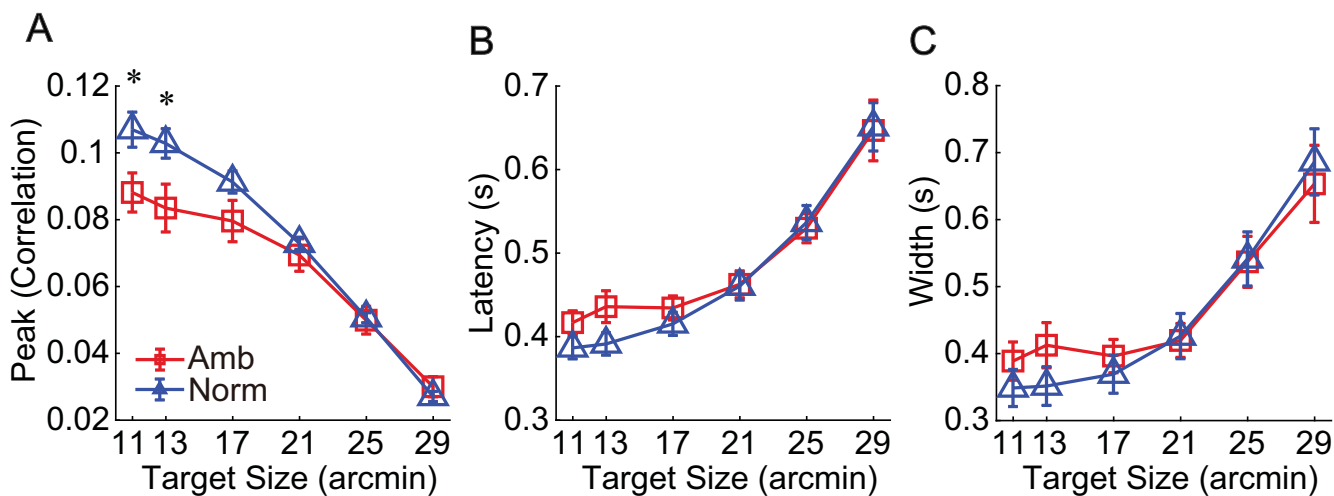 A
Peak (Correlation)
0.12
0.1
0.08
0.06
0.04
0.02
* *
Amb
Norm
11 13 17 21 25 29
Target Size (arcmin)
B
Latency (s)
0.7
0.6
0.5
0.4
0.3
11 13 17 21 25 29
Target Size (arcmin)
C
Width (s)
0.8
0.7
0.6
0.5
0.4
0.3
11 13 17 21 25 29
Target Size (arcmin)